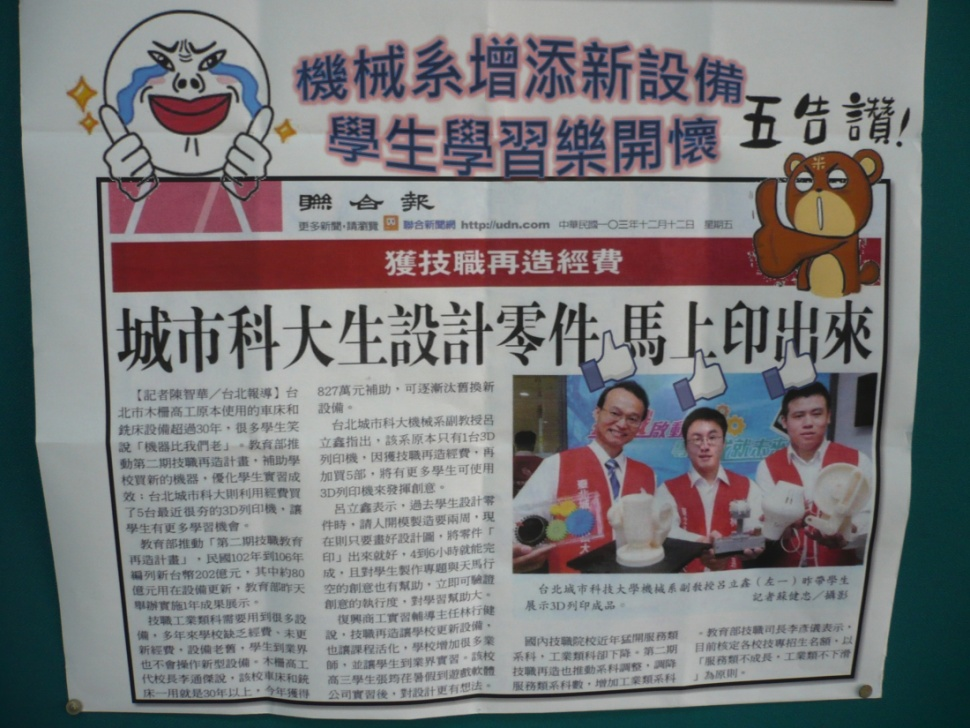 機械系增添新設備
學生學習樂開懷
五告讚!
米
聯合報
更多新聞,請瀏覽 聯合新聞網 http://udn.com 中華民國一〇三年十二月十二日 星期五
獲技職再造經費
城市科大生設計零件 馬上印出來
【記者陳智華/台北報導】台
北市木柵高工原本使用的車床和
銑床設備超過30年,很多學生笑
說「機器比我們老」。教育部推
動第二期技職再造計畫,補助學
校買新的機器,優化學生實習成
效;台北城市科大則利用經費買
了5台最近很夯的3D列印機,讓
學生有更多學習機會。
教育部推動「第二期技職教育
再造計畫」,民國102年到106年
編列新台幣202億元,其中約80
億元用在設備更新,教育部昨天
舉辦實施1年成果展示。
技職工業類科需要用到很多設
備,多年來學校缺乏經費、未更
新經費,設備老舊,學生到業界
也不會操作新型設備。木柵高工
代校長李通傑說,該校車床和銑
床一用就是30年以上,今年獲得
827萬元補助,可逐漸汰舊換新
設備。
台北城市科大機械系副教授呂
立鑫指出,該系原本只有1台3D
列印機,因獲技職再造經費,再
加買5部,將有更多學生可使用
3D列印機來發揮創意。
呂立鑫表示,過去學生設計零
件時,請人開模製造要兩周,現
在則只要畫好設計圖,將零件「
印」出來就好,4到6小時就能完
成,且對學生製作專題與天馬行
空的創意也有幫助,立即可驗證
創意的執行度,對學習幫助大。
復興商工實習輔導主任林行健
說,技職再造讓學校更新設備,
也讓課程活化,學校增加很多業
師,並讓學生到業界實習。該校
高三學生張筠荏暑假到遊戲軟體
公司實習後,對設計更有想法。
台北城市科技大學機械系副教授呂立鑫(左一)昨帶學生
展示3D列印成品。 記者蘇健忠/攝影
國內技職院校近年猛開服務類
系科,工業類科卻下降。第二期
技職再造也推動系科調整,調降
服務類系科數,增加工業類系科
。教育部技職司長李彥儀表示,
目前核定各校技專招生名額,以
「服務類不成長,工業類不下滑
」為原則。